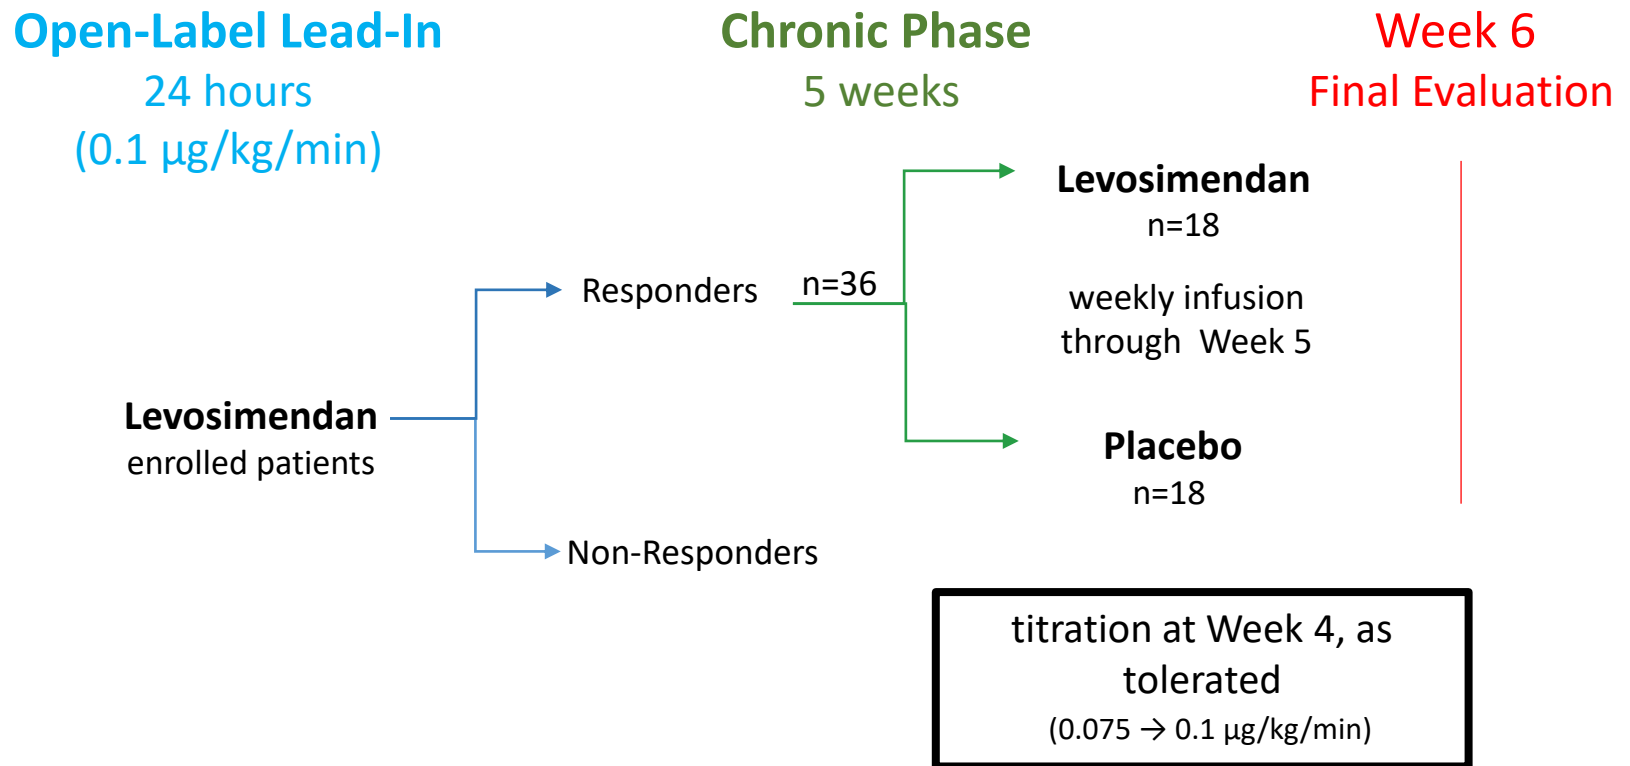 Open-Label Lead-In
24 hours
(0.1 µg/kg/min)
Chronic Phase
5 weeks
Week 6
Final Evaluation
Levosimendan
enrolled patients
Responders
n=36
Non-Responders
Levosimendan
n=18
weekly infusion
through Week 5
Placebo
n=18
titration at Week 4, as
tolerated
(0.075 → 0.1 µg/kg/min)